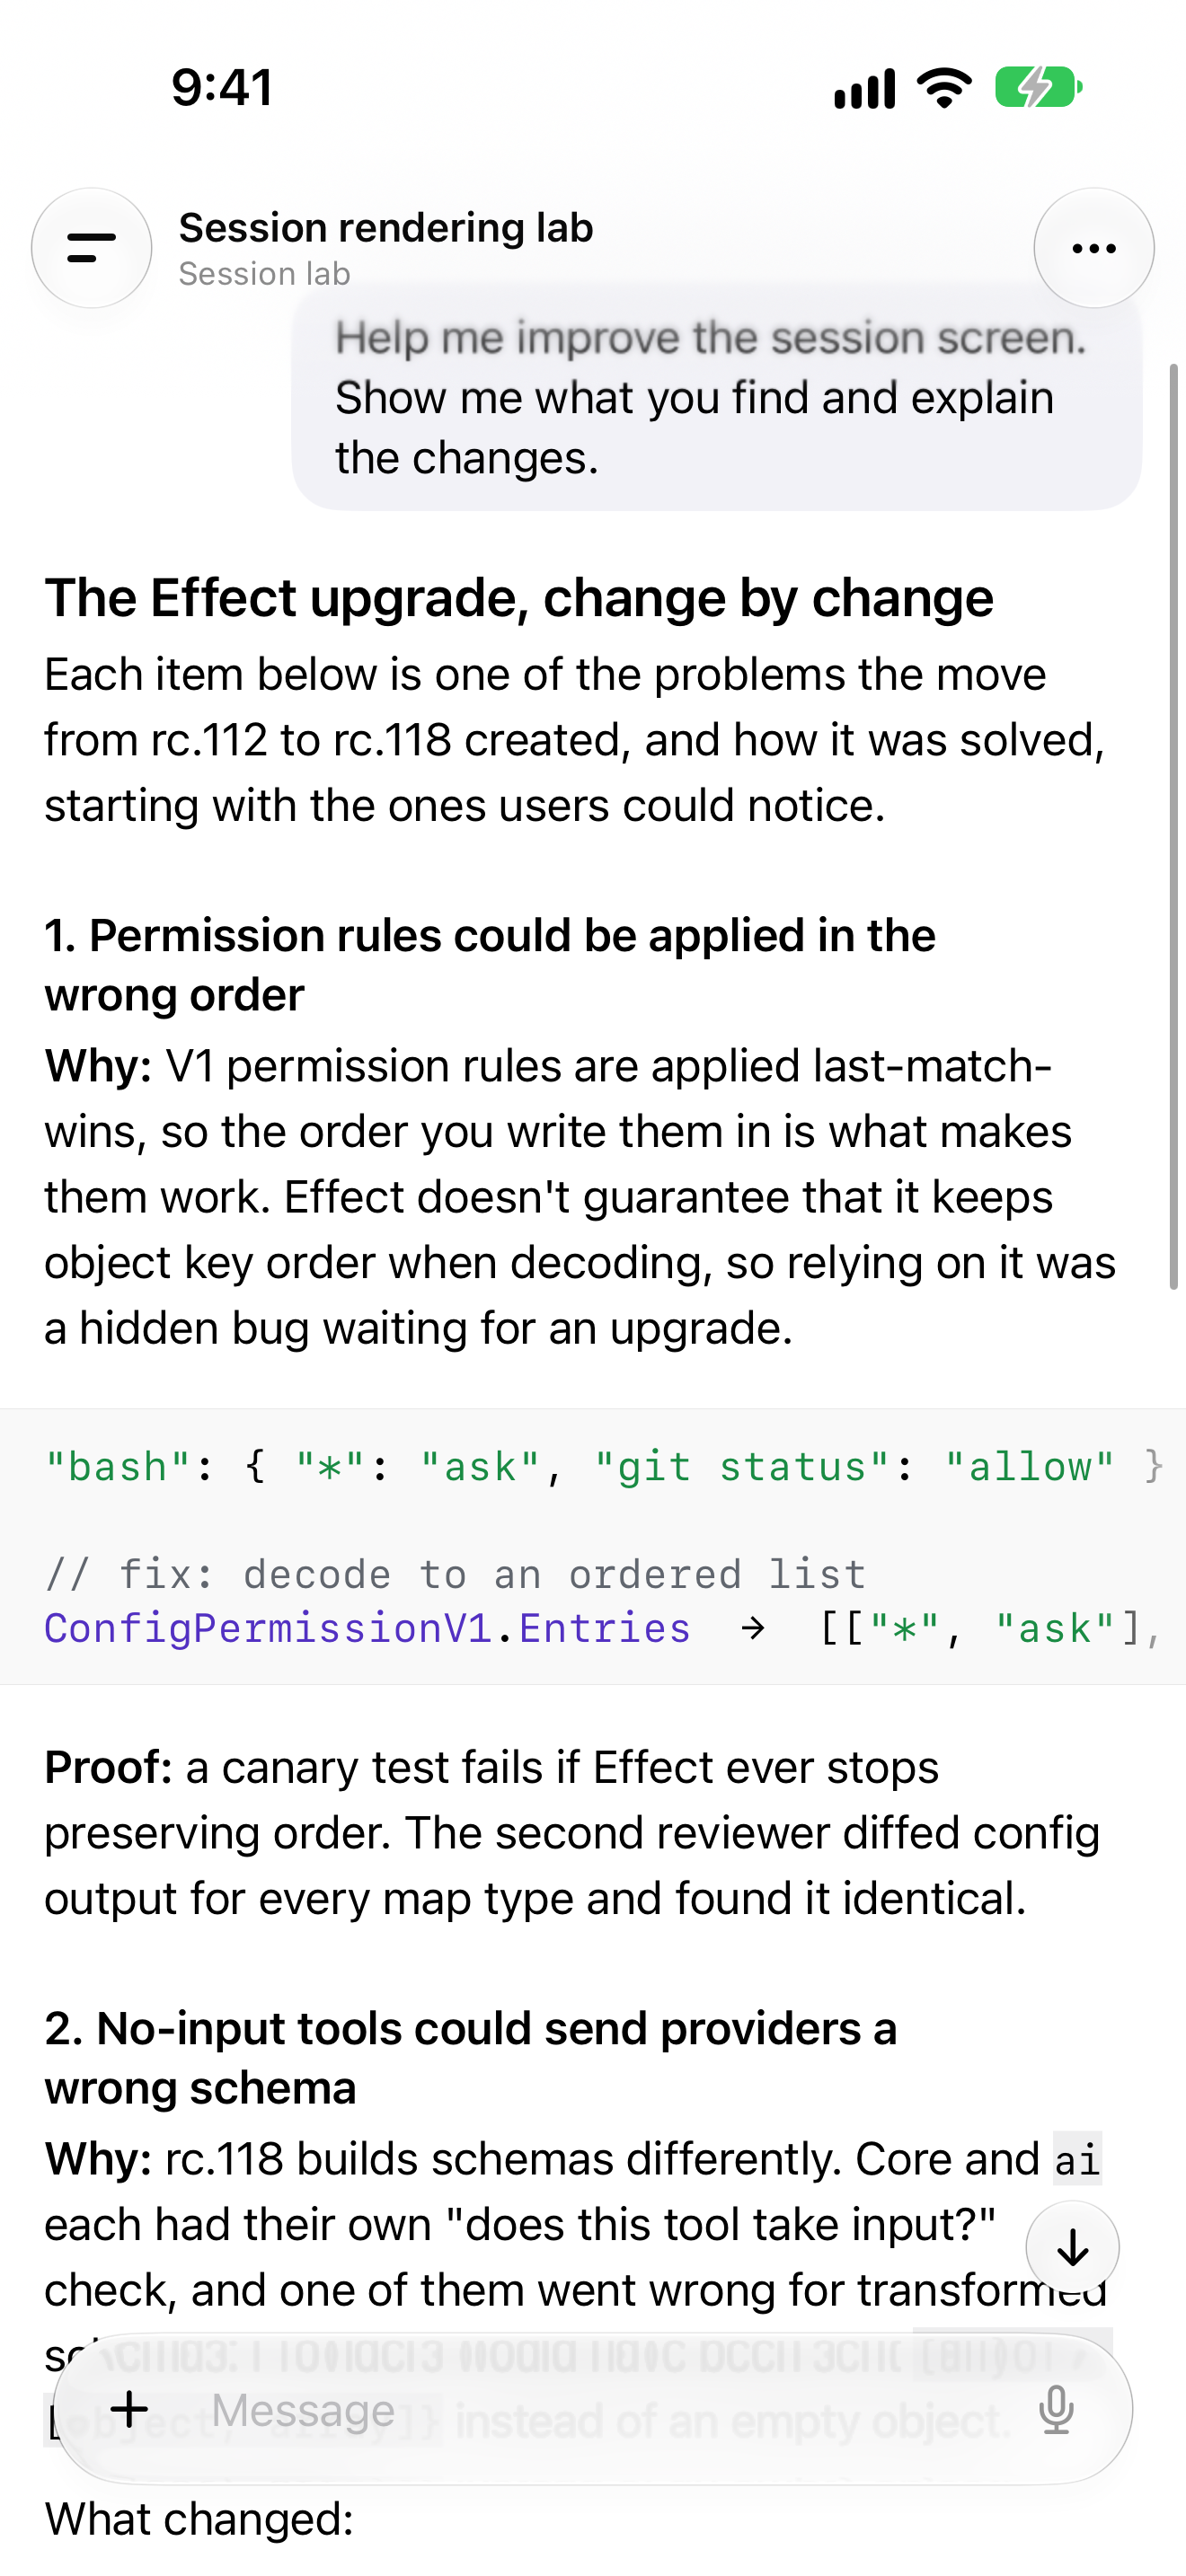 9:41
Session rendering lab
Session lab
Help me improve the session screen.
Show me what you find and explain
the changes.
The Effect upgrade, change by change
Each item below is one of the problems the move
from rc.112 to rc.118 created, and how it was solved,
starting with the ones users could notice.
1. Permission rules could be applied in the
wrong order
Why: V1 permission rules are applied last-match-
wins, so the order you write them in is what makes
them work. Effect doesn't guarantee that it keeps
object key order when decoding, so relying on it was
a hidden bug waiting for an upgrade.
"bash": { "*": "ask", "git status": "allow" }
// fix: decode to an ordered list
ConfigPermissionV1.Entries → [["*", "ask"],
Proof: a canary test fails if Effect ever stops
preserving order. The second reviewer diffed config
output for every map type and found it identical.
2. No-input tools could send providers a
wrong schema
Why: rc.118 builds schemas differently. Core and ai
each had their own "does this tool take input?"
check, and one of them went wrong for transformed
instead of an empty object.
Message
What changed: